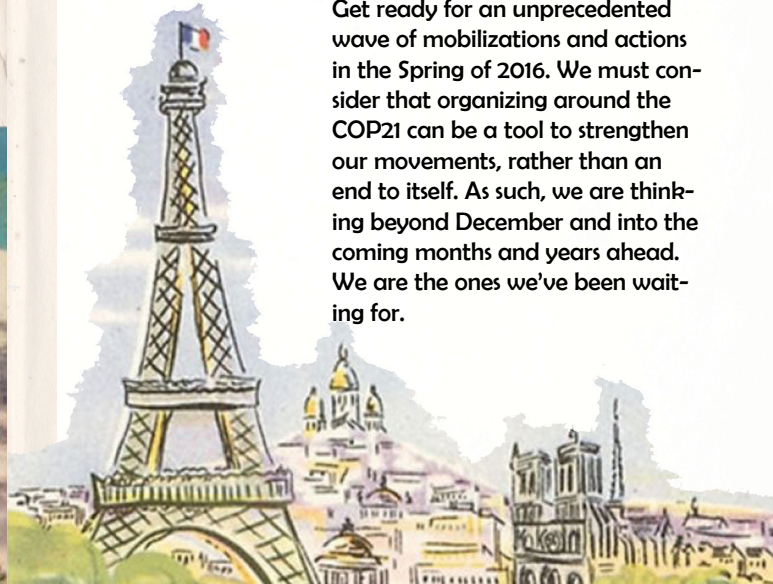 Get ready for an unprecedented
wave of mobilizations and actions
in the Spring of 2016. We must con-
sider that organizing around the
COP21 can be a tool to strengthen
our movements, rather than an
end to itself. As such, we are think-
ing beyond December and into the
coming months and years ahead.
We are the ones we’ve been wait-
ing for.